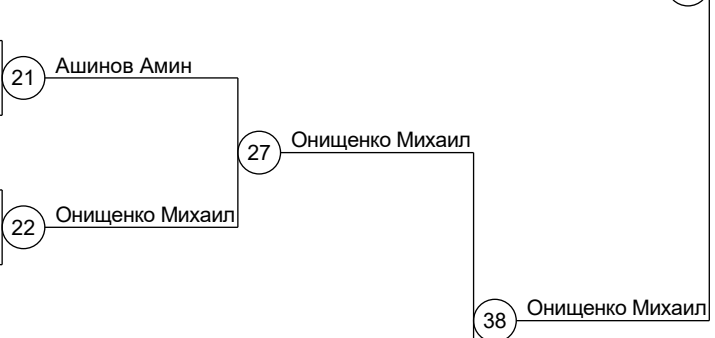 21 Ашинов Амин
27 Онищенко Михаил
22 Онищенко Михаил
38 Онищенко Михаил